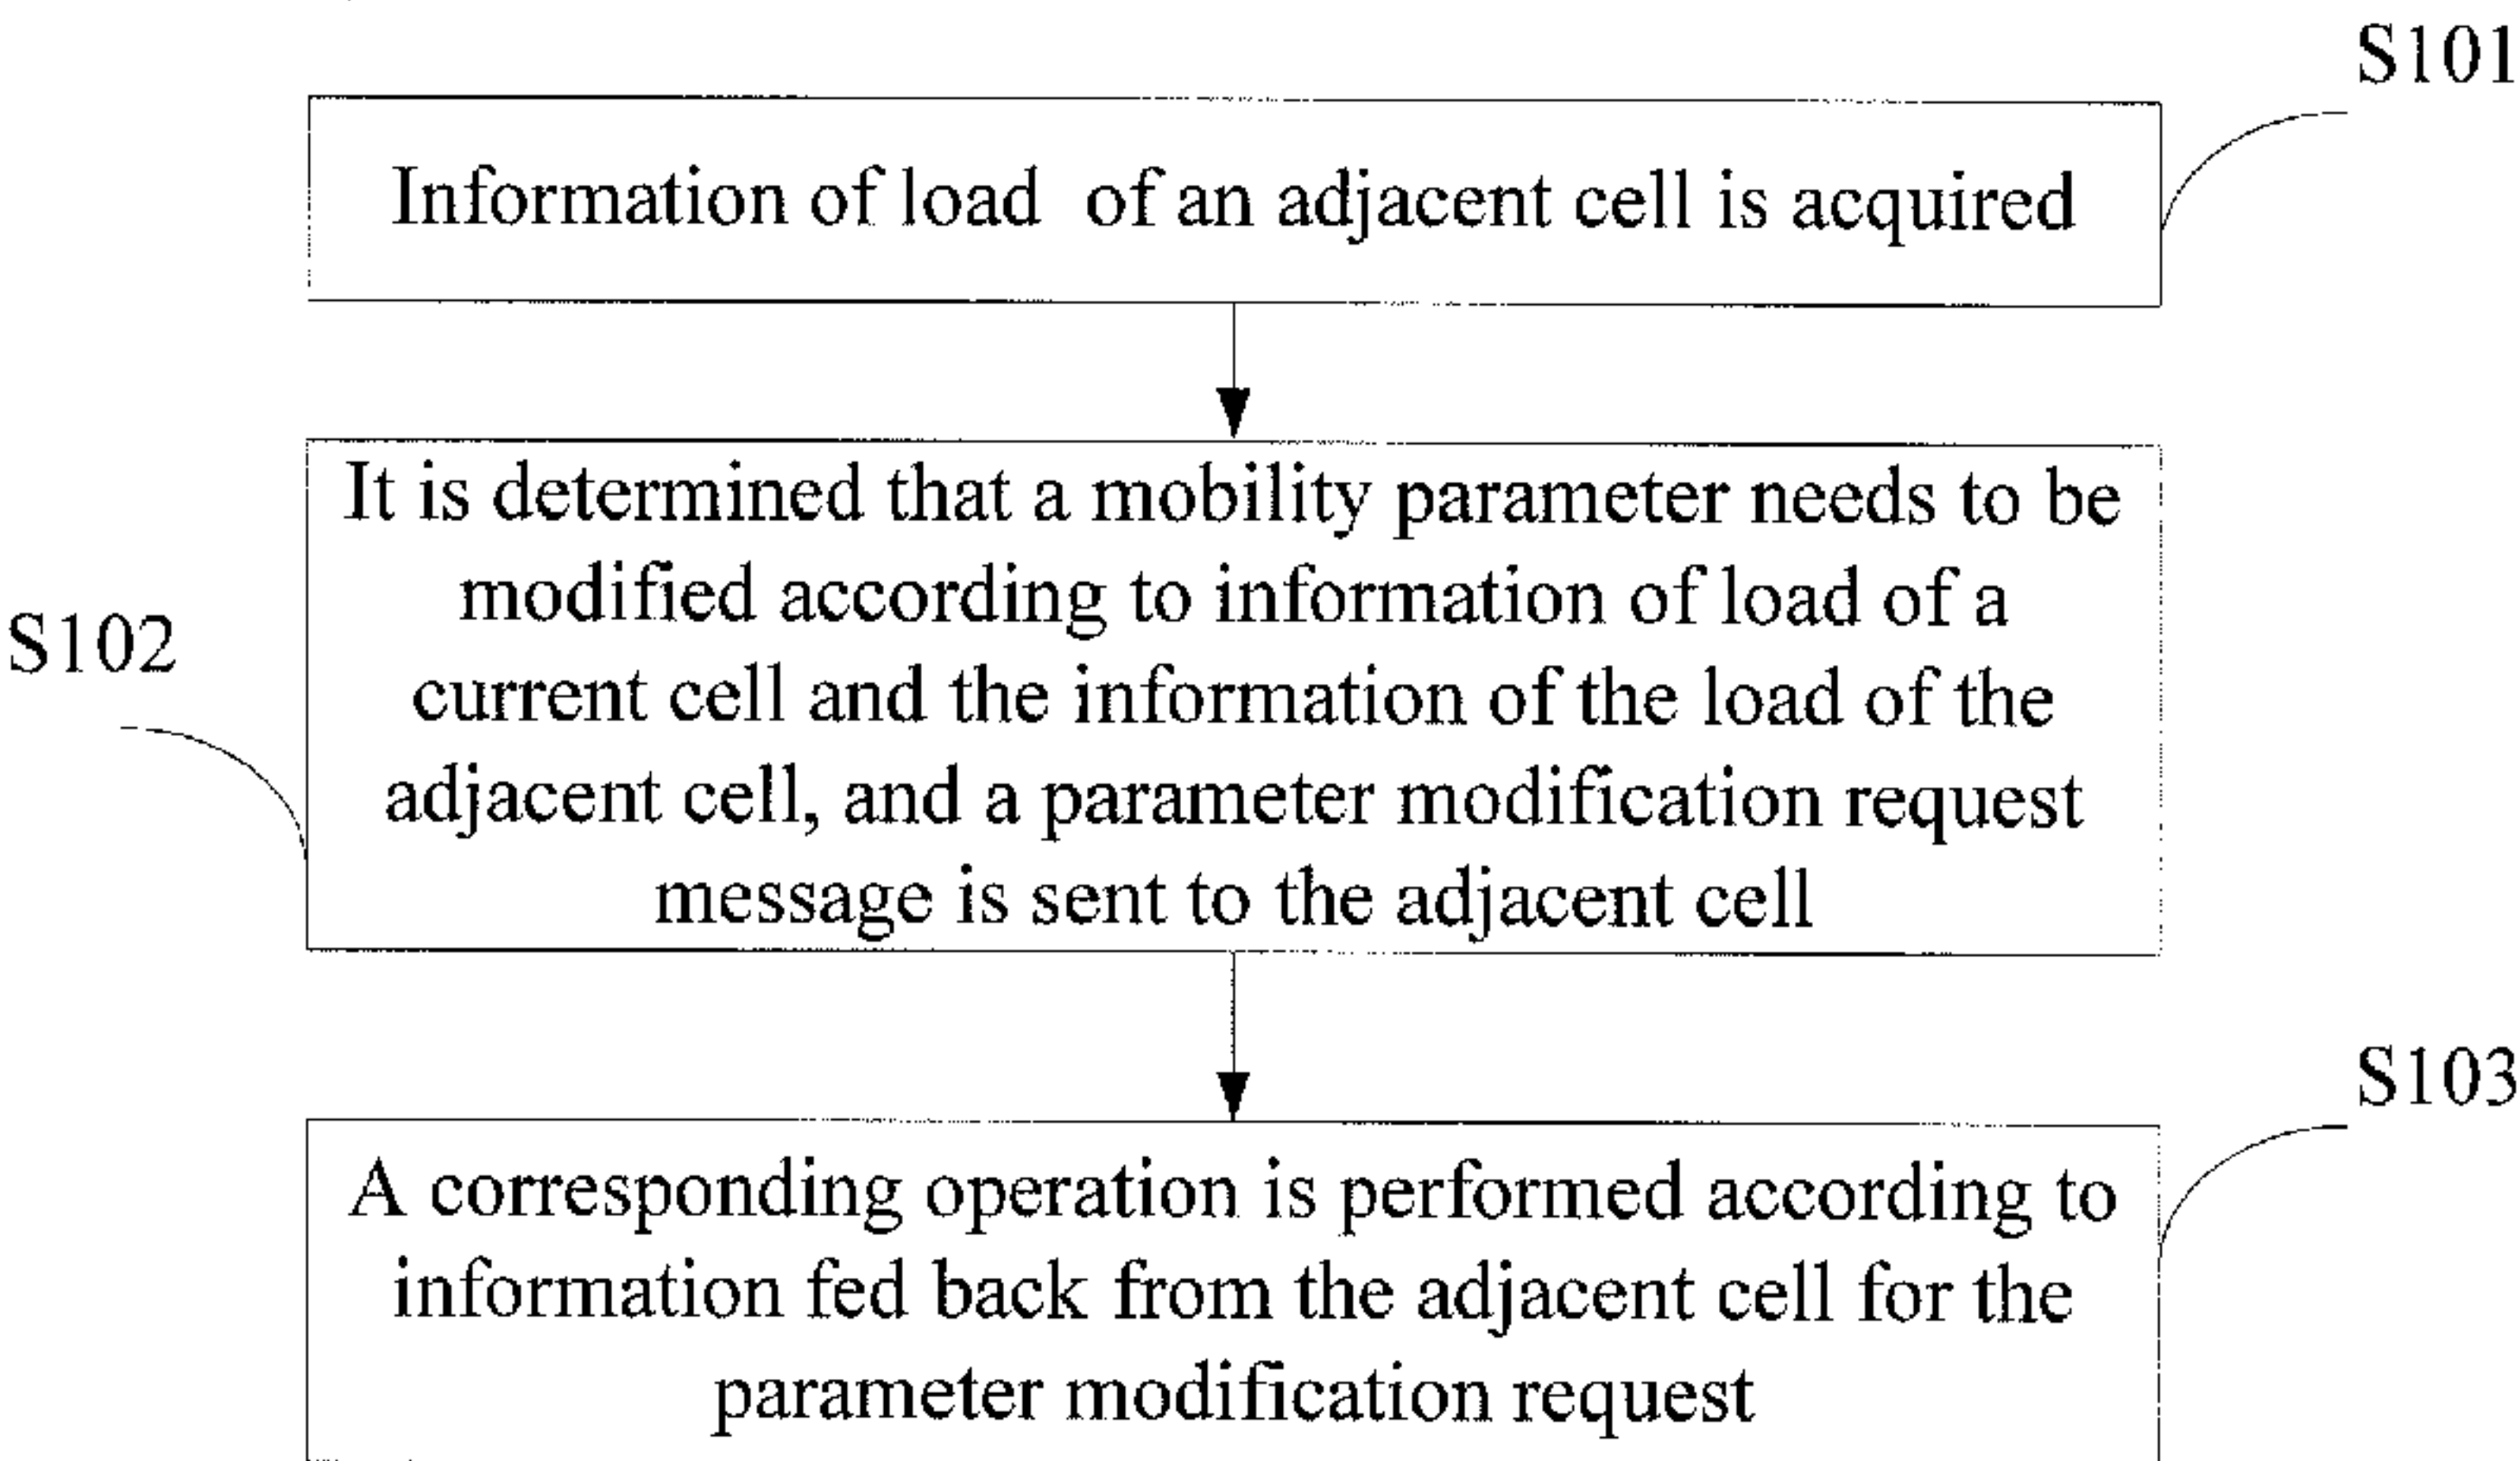 S101
Information of load of an adjacent cell is acquired
It is determined that a mobility parameter needs to be
modified according to information of load of a
S102
current cell and the information of the load of the
adjacent cell, and a parameter modification request
message is sent to the adjacent cell
S103
A corresponding operation is performed according to
information fed back from the adjacent cell for the
parameter modification request